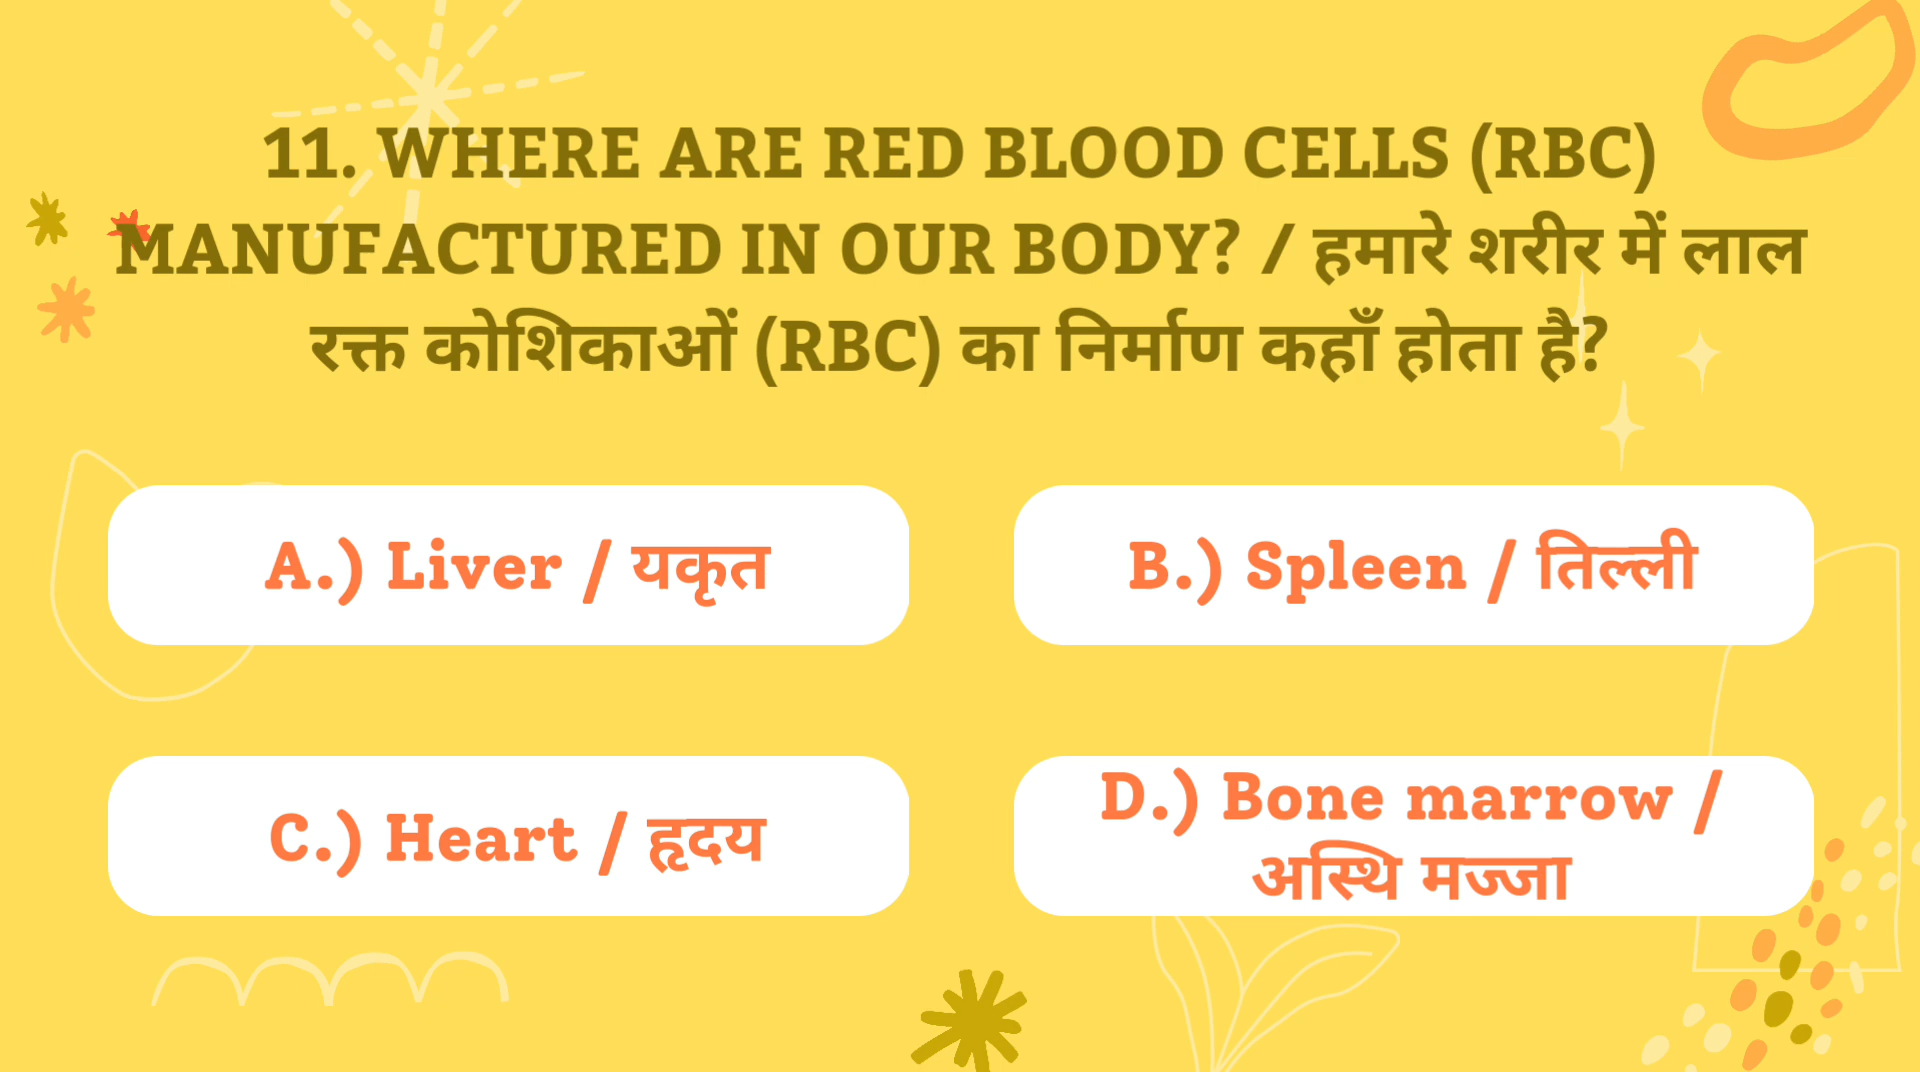 11. WHERE ARE RED BLOOD CELLS (RBC)
MANUFACTURED IN OUR BODY? / हमारे शरीर में लाल
रक्त कोशिकाओं (RBC) का निर्माण कहाँ होता है?
A.) Liver / यकृत
B.) Spleen / तिल्ली
C.) Heart / हृदय
D.) Bone marrow /
अस्थि मज्जा